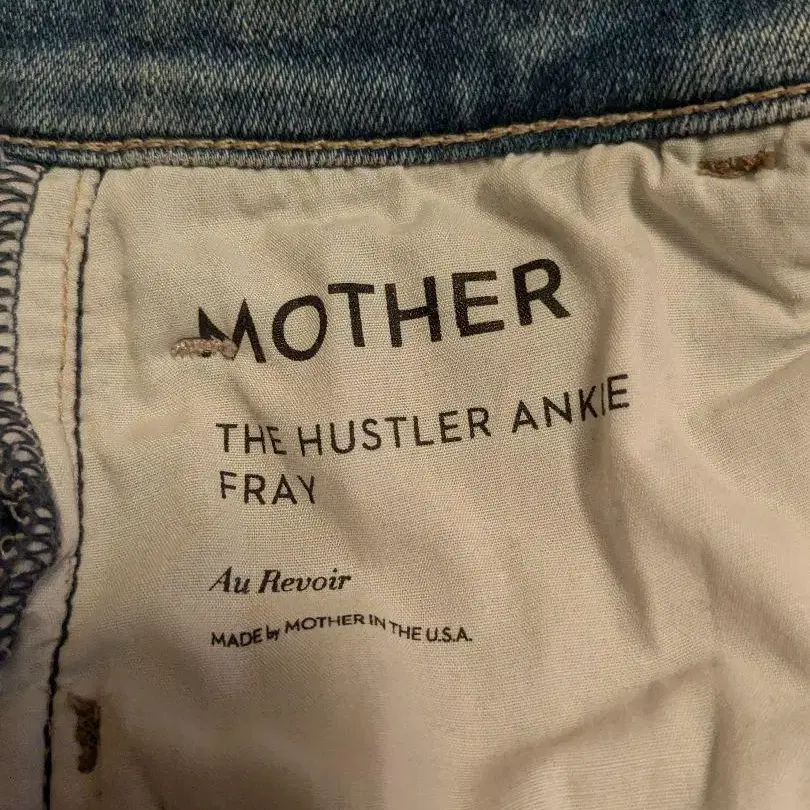 MOTHER
THE HUSTLER ANKLE
FRAY
Au Revoir
MADE by MOTHER IN THE U.S.A.